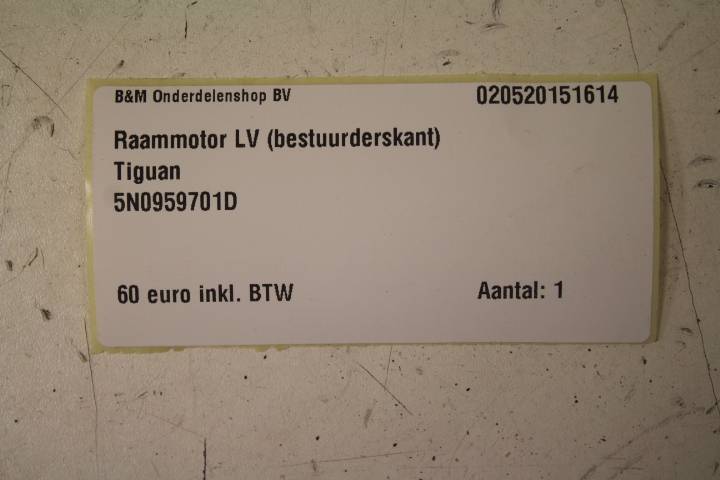 B&M Onderdelenshop BV 020520151614
Raammotor LV (bestuurderskant)
Tiguan
5N0959701D
60 euro inkl. BTW Aantal: 1